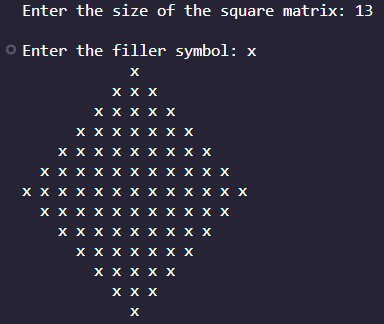 Enter the size of the square matrix: 13
Enter the filler symbol: x
x
x x x
x x x x x
x x x x x x x
x x x x x x x x x
x x x x x x x x x x x
x x x x x x x x x x x x x
x x x x x x x x x x x
x x x x x x x x x
x x x x x x x
x x x x x
x x x
x